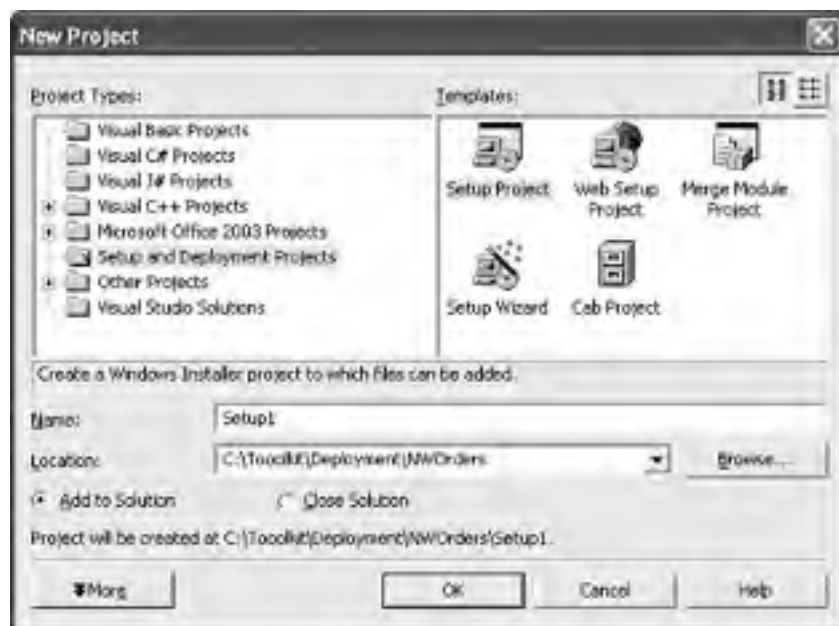 New Project
Project Types:
Templates:
Visual Basic Projects
Visual C# Projects
Visual J# Projects
Visual C++ Projects
Microsoft Office 2003 Projects
Setup and Deployment Projects
Other Projects
Visual Studio Solutions
Setup Project
Web Setup Project
Merge Module Project
Setup Wizard
Cab Project
Create a Windows Installer project to which files can be added.
Name:
Setup1
Location:
C:\Toolkit\Deployment\NWOrders
Browse...
Add to Solution
Close Solution
Project will be created at C:\Toolkit\Deployment\NWOrders\Setup1.
More
OK
Cancel
Help